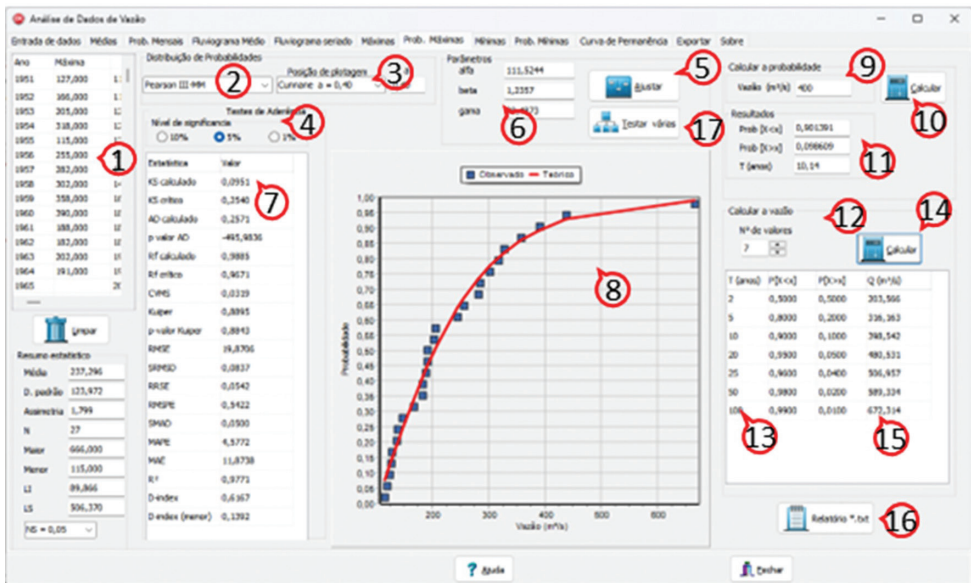 Análise de Dados de Vazão
Entrada de dados Médias Prob. Mensais Fluviograma Médio Fluviograma seriado Máximas Prob. Máximas Mínimas Prob. Mínimas Curva de Permanência Exportar Sobre
Ano Máxima
1951 127,000
1952 166,000
1953 205,000
1954 318,000
1955 115,000
1956 255,000
1957 282,000
1958 302,000
1959 358,000
1960 390,000
1961 188,000
1962 182,000
1963 202,000
1964 191,000
1965
1
Limpar
Resumo estatístico
Média 237,296
D. padrão 123,972
Assimetria 1,799
N 27
Maior 666,000
Menor 115,000
LI 89,866
LS 506,370
NS = 0,05
Distribuição de Probabilidades
Pearson III-MM
2
Posição de plotagem
Cunnane a = 0,40
3
Testes de Aderência
4
Nível de significancia
10% 5% 1%
Estatística Valor
KS calculado 0,0951
7
KS crítico 0,2540
AD calculado 0,2571
p valor AD -495,9836
Rf calculado 0,9885
Rf crítico 0,9671
CVMS 0,0319
Kuiper 0,8895
p-valor Kuiper 0,8843
RMSE 19,8706
SRMSD 0,0837
RRSE 0,0542
RMSPE 0,5422
SMAD 0,0500
MAPE 4,5772
MAE 11,8738
R² 0,9771
D-index 0,6167
D-index (menor) 0,1392
Parâmetros
alfa 111,5244
beta 1,2357
gama
6
Ajustar
5
Testar várias
17
Observado Teórico
1,00
0,95
0,90
0,85
0,80
0,75
0,70
0,65
0,60
0,55
0,50
0,45
0,40
0,35
0,30
0,25
0,20
0,15
0,10
0,05
0,00
Probabilidade
8
200 400 600
Vazão (m³/s)
Calcular a probabilidade
9
Vazão (m³/s) 400
Calcular
10
Resultados
Prob [X<x] 0,901391
Prob [X>x] 0,098609
T (anos) 10,14
11
Calcular a vazão
12
Nº de valores
7
Calcular
14
T (anos) P[X<x] P[X>x] Q (m³/s)
2 0,5000 0,5000 203,566
5 0,8000 0,2000 316,163
10 0,9000 0,1000 398,542
20 0,9500 0,0500 480,531
25 0,9600 0,0400 506,957
50 0,9800 0,0200 589,334
100 0,9900 0,0100 672,314
13
15
Relatório *.txt
16
Ajuda
Fechar